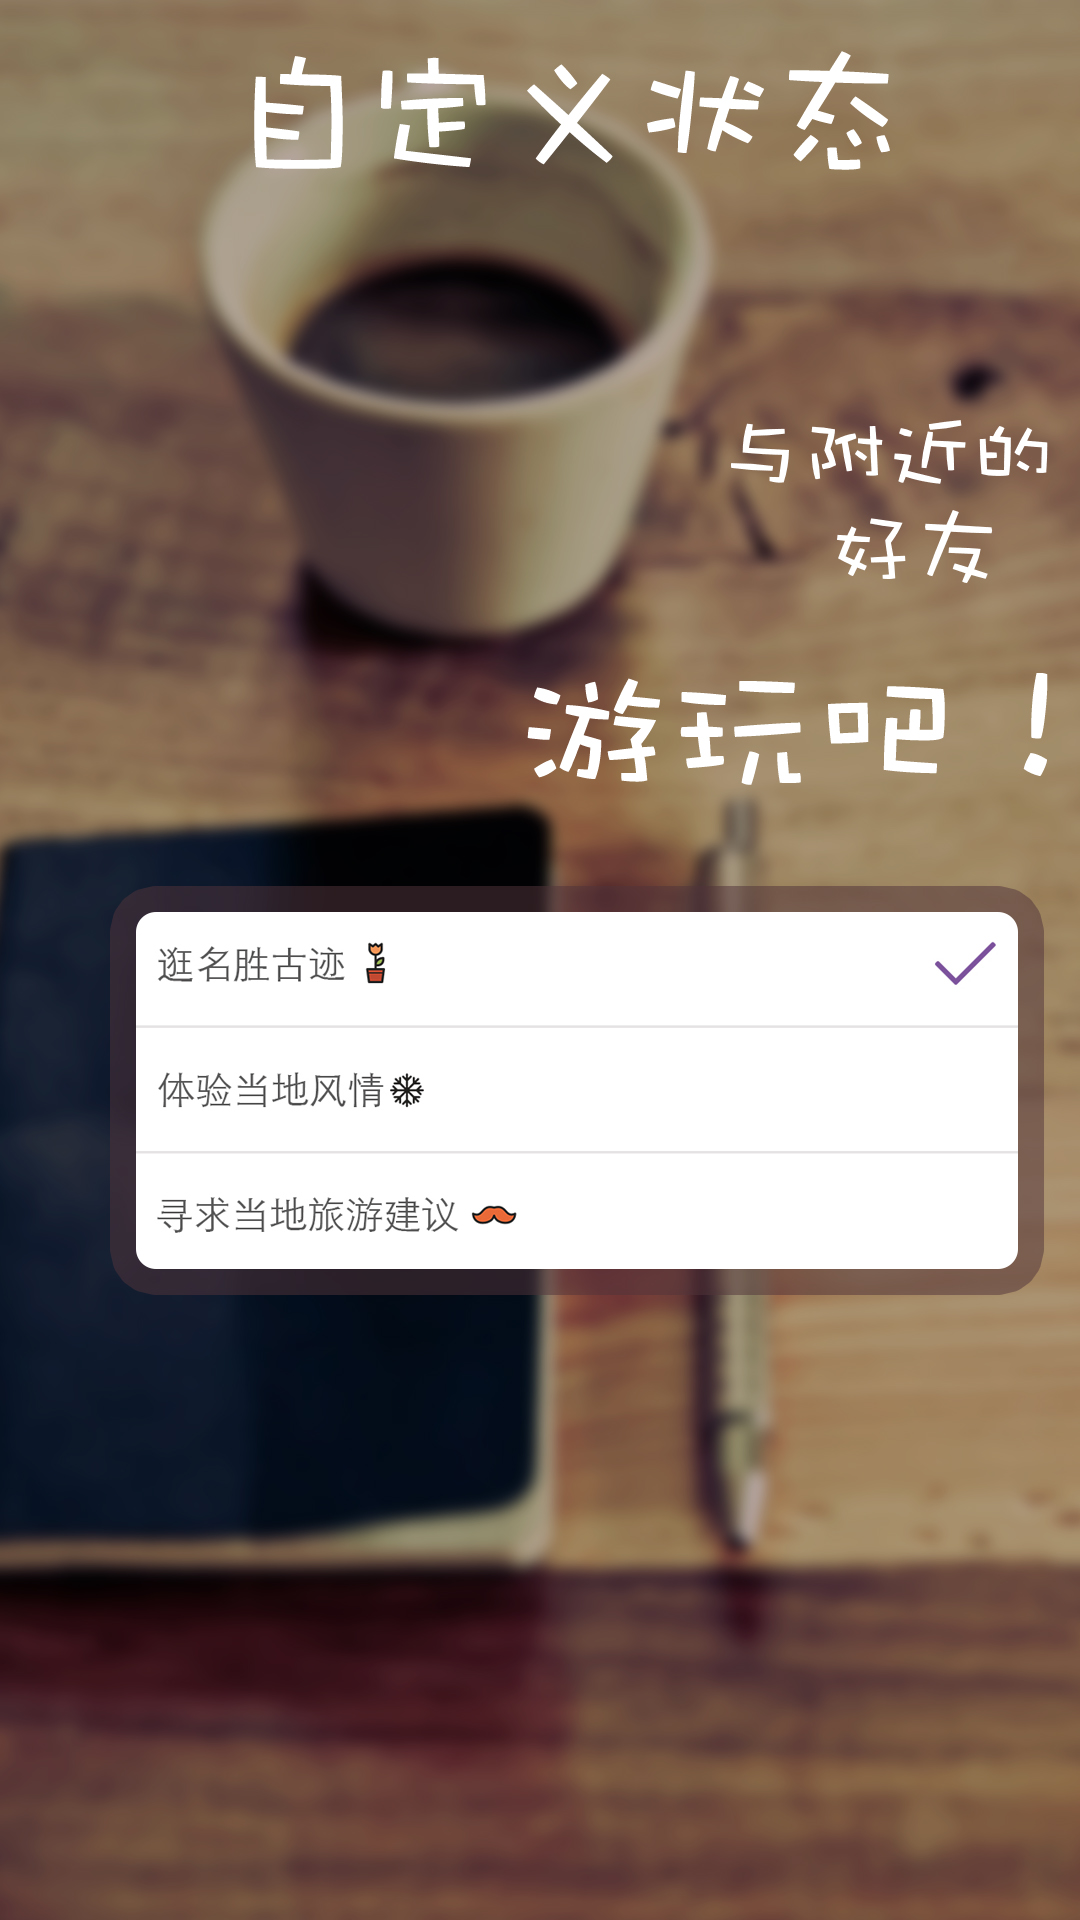 自定义状态
与附近的
好友
游玩吧！
逛名胜古迹
体验当地风情
寻求当地旅游建议